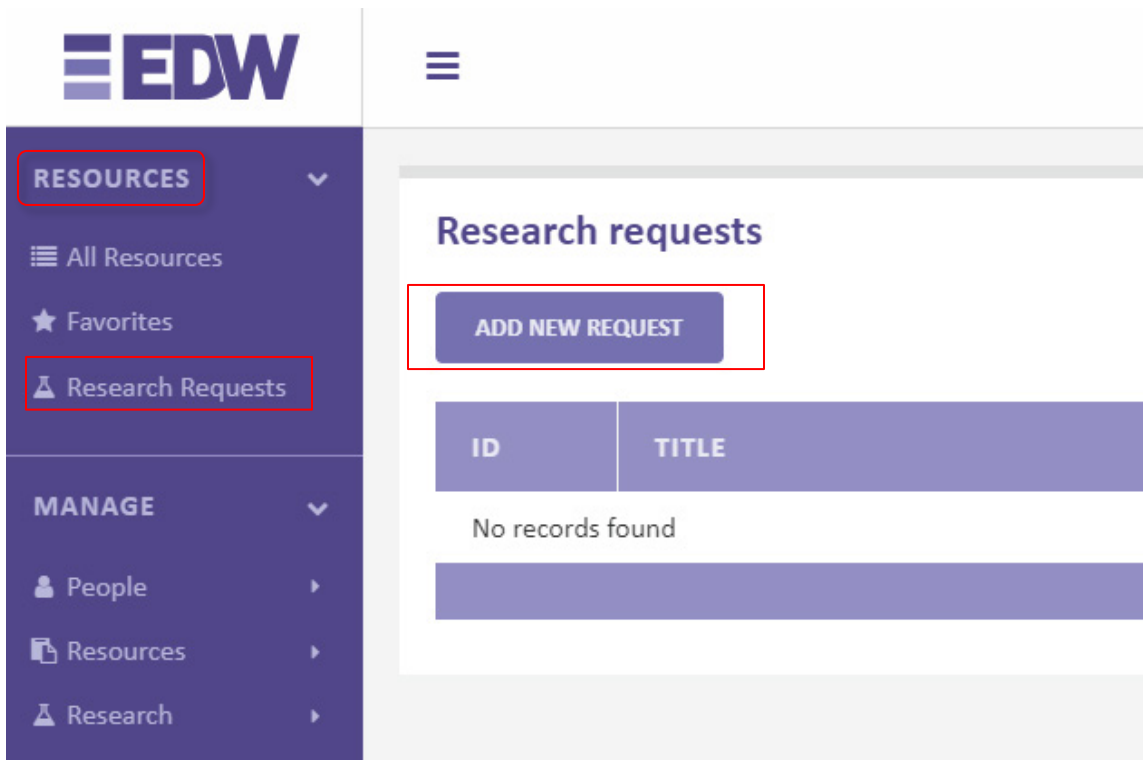 EDW
RESOURCES
All Resources
Favorites
Research Requests
MANAGE
People
Resources
Research
Research requests
ADD NEW REQUEST
ID TITLE
No records found